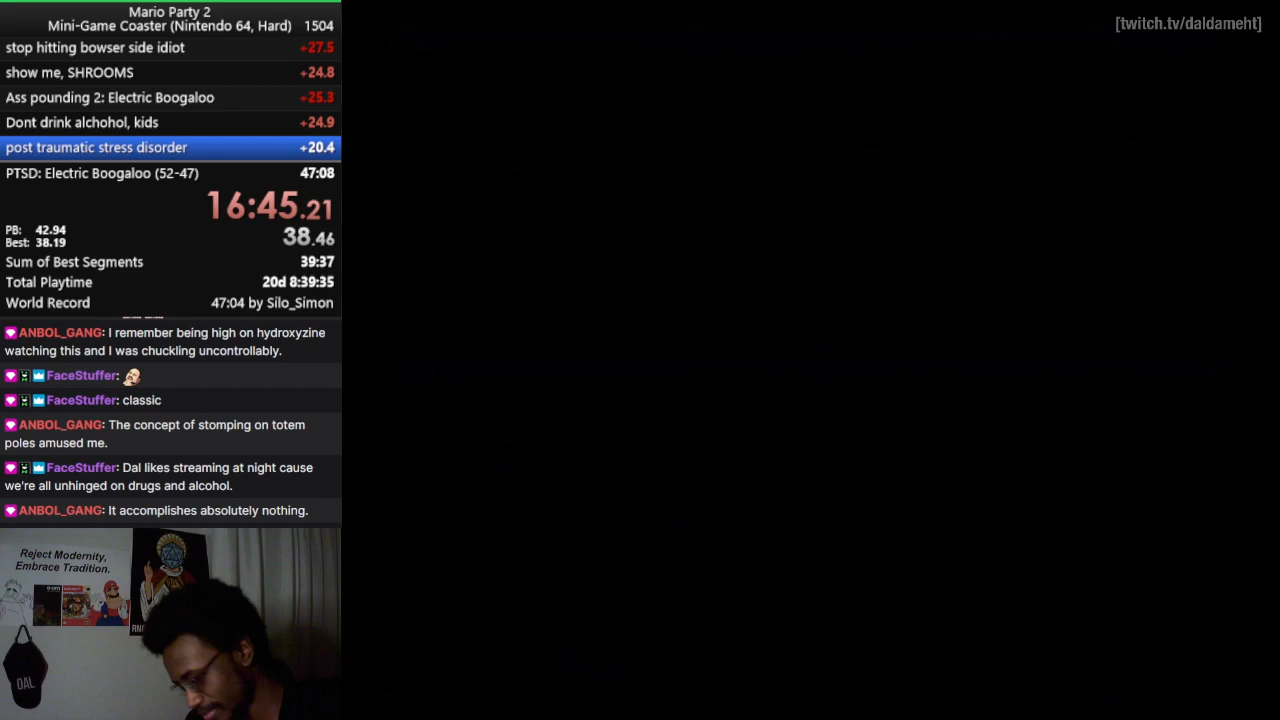 Mario Party 2
Mini-Game Coaster (Nintendo 64, Hard) 1504
stop hitting bowser side idiot +27.5
show me, SHROOMS +24.8
Ass pounding 2: Electric Boogaloo +25.3
Dont drink alchohol, kids +24.9
post traumatic stress disorder +20.4
PTSD: Electric Boogaloo (52-47) 47:08
16:45.21
PB: 42.94
Best: 38.19
38.46
Sum of Best Segments 39:37
Total Playtime 20d 8:39:35
World Record 47:04 by Silo_Simon
ANBOL_GANG: I remember being high on hydroxyzine
watching this and I was chuckling uncontrollably.
FaceStuffer:
FaceStuffer: classic
ANBOL_GANG: The concept of stomping on totem
poles amused me.
FaceStuffer: Dal likes streaming at night cause
we're all unhinged on drugs and alcohol.
ANBOL_GANG: It accomplishes absolutely nothing.
Reject Modernity,
Embrace Tradition.
DAL
[twitch.tv/daldameht]